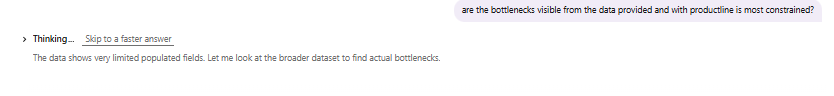 are the bottlenecks visible from the data provided and with productline is most constrained?
> Thinking... Skip to a faster answer
The data shows very limited populated fields. Let me look at the broader dataset to find actual bottlenecks.